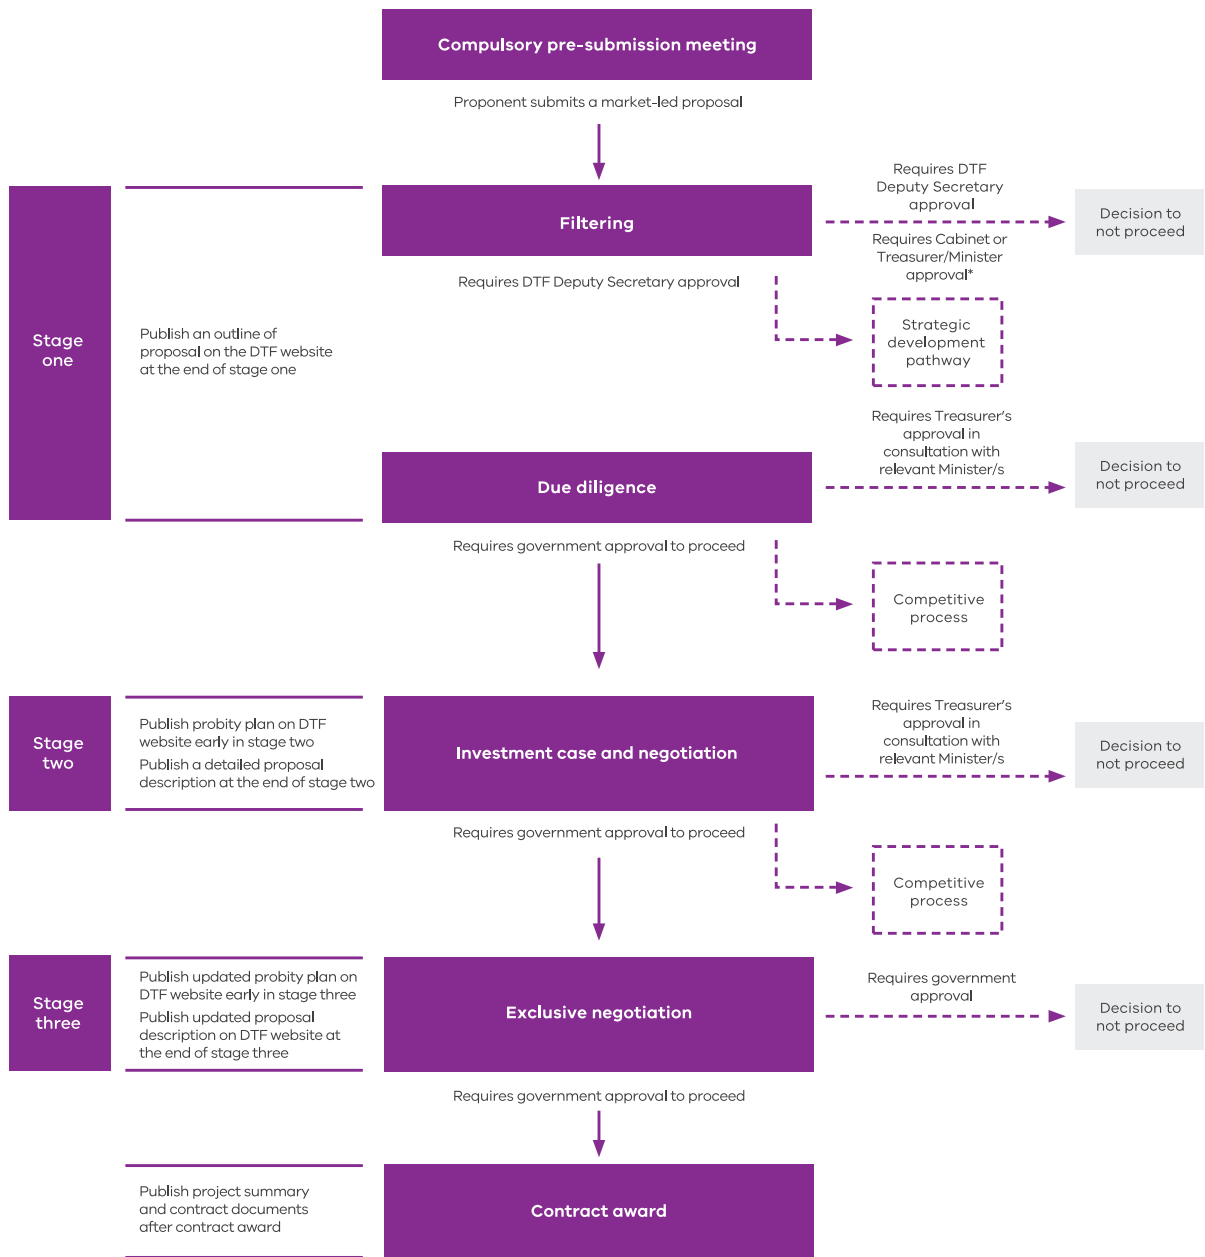 Compulsory pre-submission meeting
Proponent submits a market-led proposal
Stage
one
Publish an outline of
proposal on the DTF website
at the end of stage one
Filtering
Requires DTF
Deputy Secretary
approval
Decision to
not proceed
Requires DTF Deputy Secretary approval
Requires Cabinet or
Treasurer/Minister
approval*
Strategic
development
pathway
Due diligence
Requires Treasurer's
approval in
consultation with
relevant Minister/s
Decision to
not proceed
Requires government approval to proceed
Competitive
process
Stage
two
Publish probity plan on DTF
website early in stage two
Publish a detailed proposal
description at the end of stage two
Investment case and negotiation
Requires Treasurer's
approval in
consultation with
relevant Minister/s
Decision to
not proceed
Requires government approval to proceed
Competitive
process
Stage
three
Publish updated probity plan on
DTF website early in stage three
Publish updated proposal
description on DTF website at
the end of stage three
Exclusive negotiation
Requires government
approval
Decision to
not proceed
Requires government approval to proceed
Publish project summary
and contract documents
after contract award
Contract award